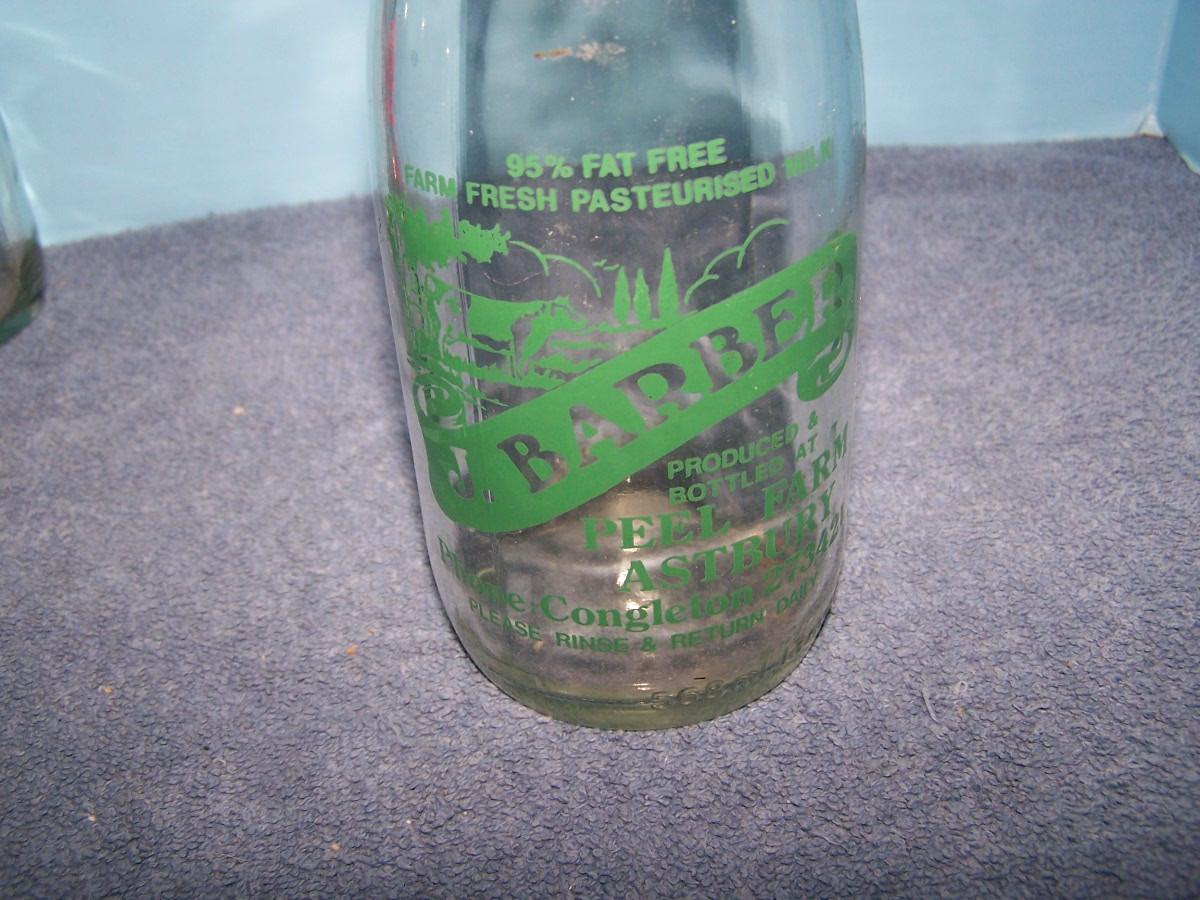 95% FAT FREE
FARM FRESH PASTEURISED MILK
J. BARBER
PRODUCED &
BOTTLED AT
PEEL FARM
ASTBURY
Phone: Congleton
PLEASE RINSE & RETURN DAILY
568